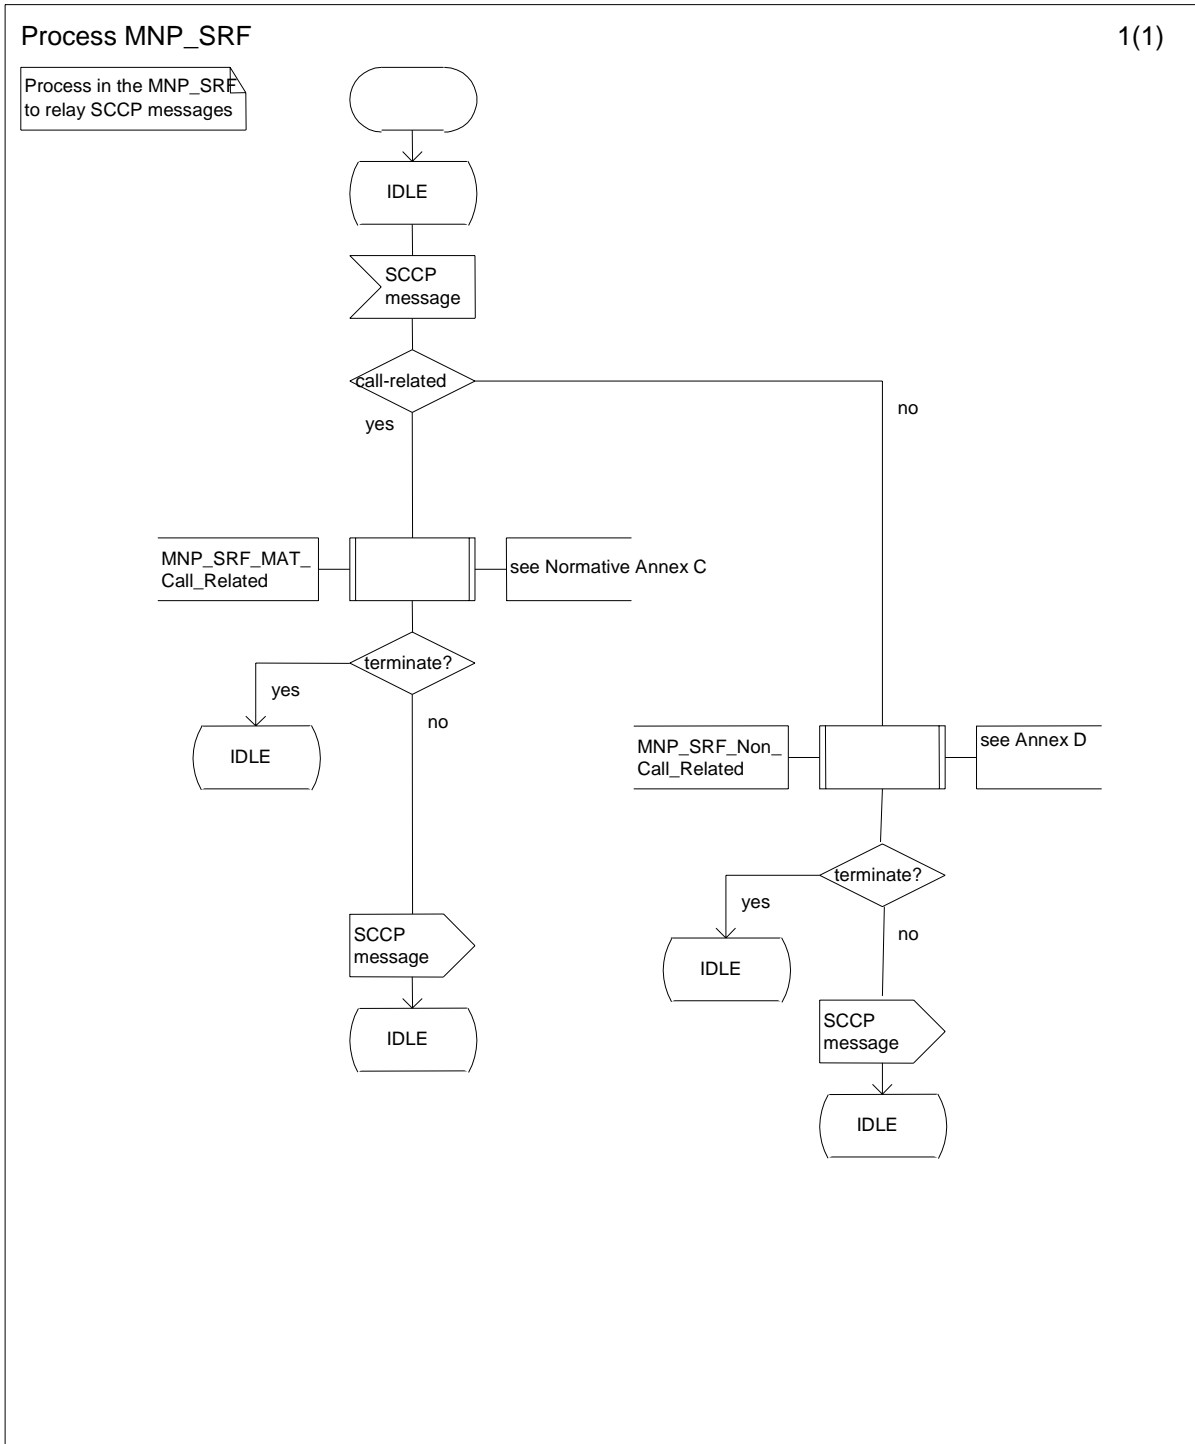 Process MNP_SRF
1(1)
Process in the MNP_SRF
to relay SCCP messages
IDLE
SCCP
message
call-related
yes
no
MNP_SRF_MAT_
Call_Related
see Normative Annex C
terminate?
yes
no
IDLE
MNP_SRF_Non_
Call_Related
see Annex D
terminate?
yes
no
IDLE
SCCP
message
IDLE
SCCP
message
IDLE